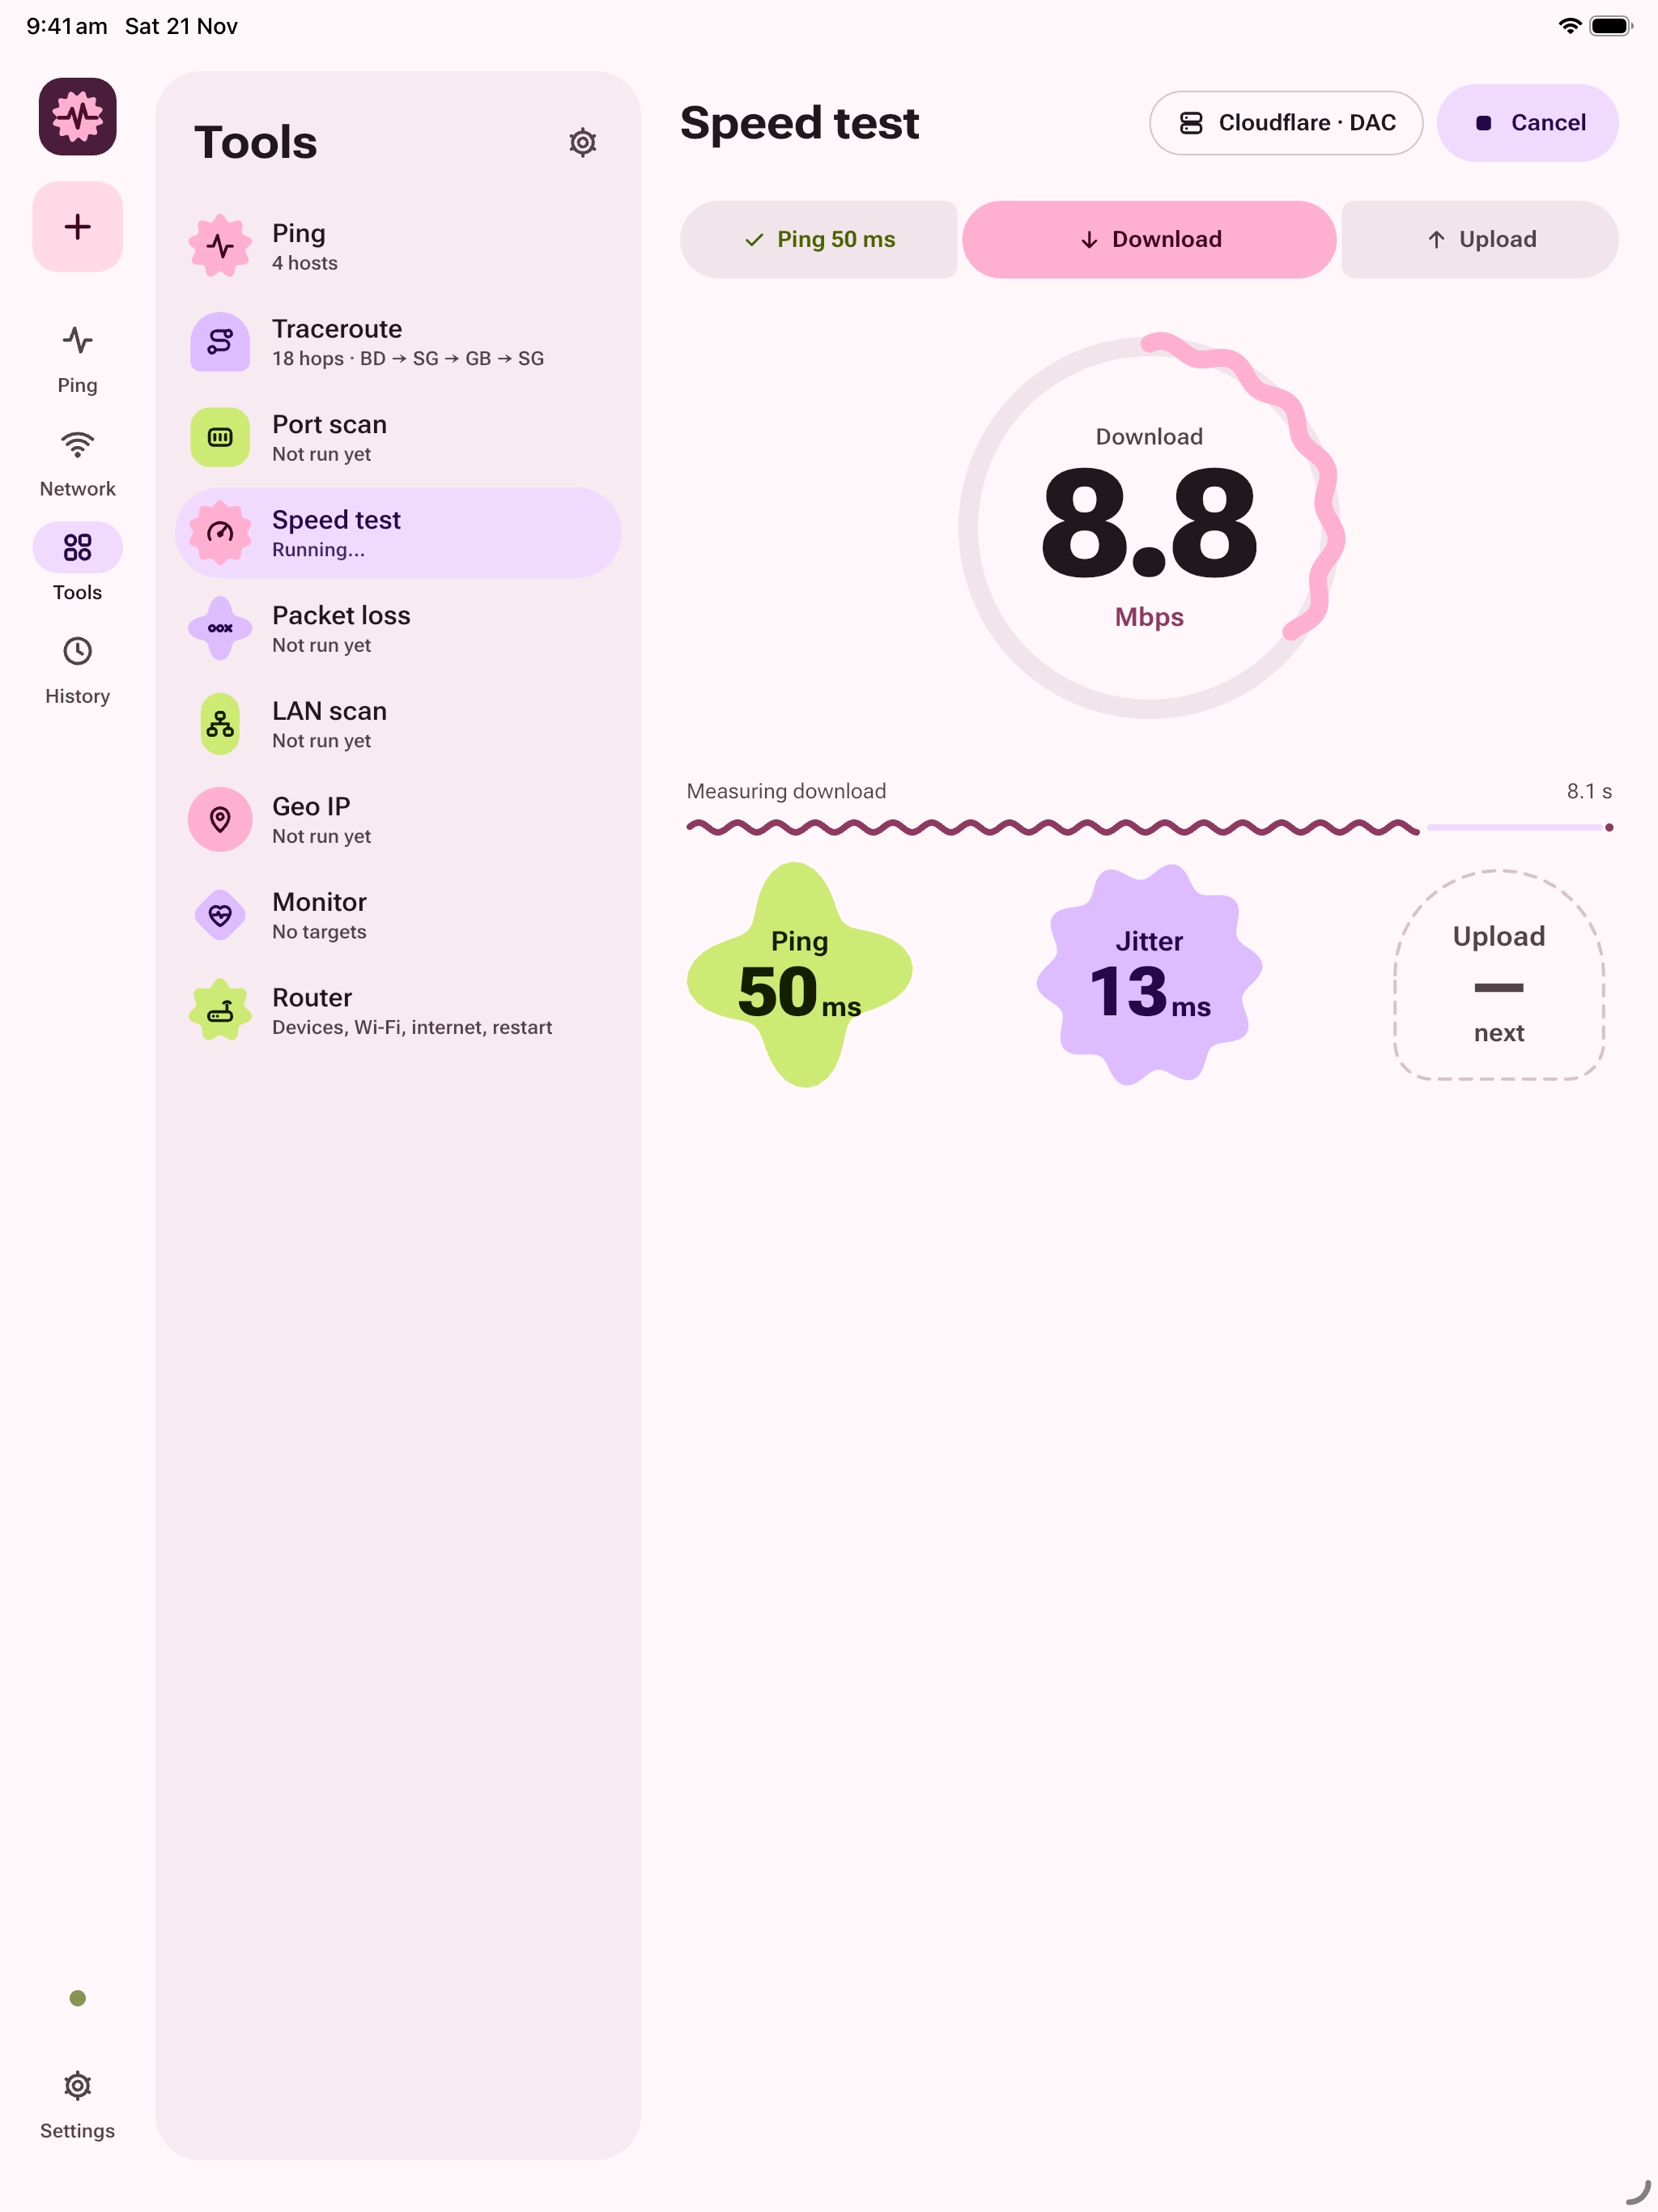 9:41 am Sat 21 Nov
Ping
Network
Tools
History
Settings
Tools
Ping
4 hosts
Traceroute
18 hops · BD → SG → GB → SG
Port scan
Not run yet
Speed test
Running...
Packet loss
Not run yet
LAN scan
Not run yet
Geo IP
Not run yet
Monitor
No targets
Router
Devices, Wi-Fi, internet, restart
Speed test
Cloudflare · DAC
Cancel
Ping 50 ms
Download
Upload
Download
8.8
Mbps
Measuring download 8.1 s
Ping
50 ms
Jitter
13 ms
Upload
—
next